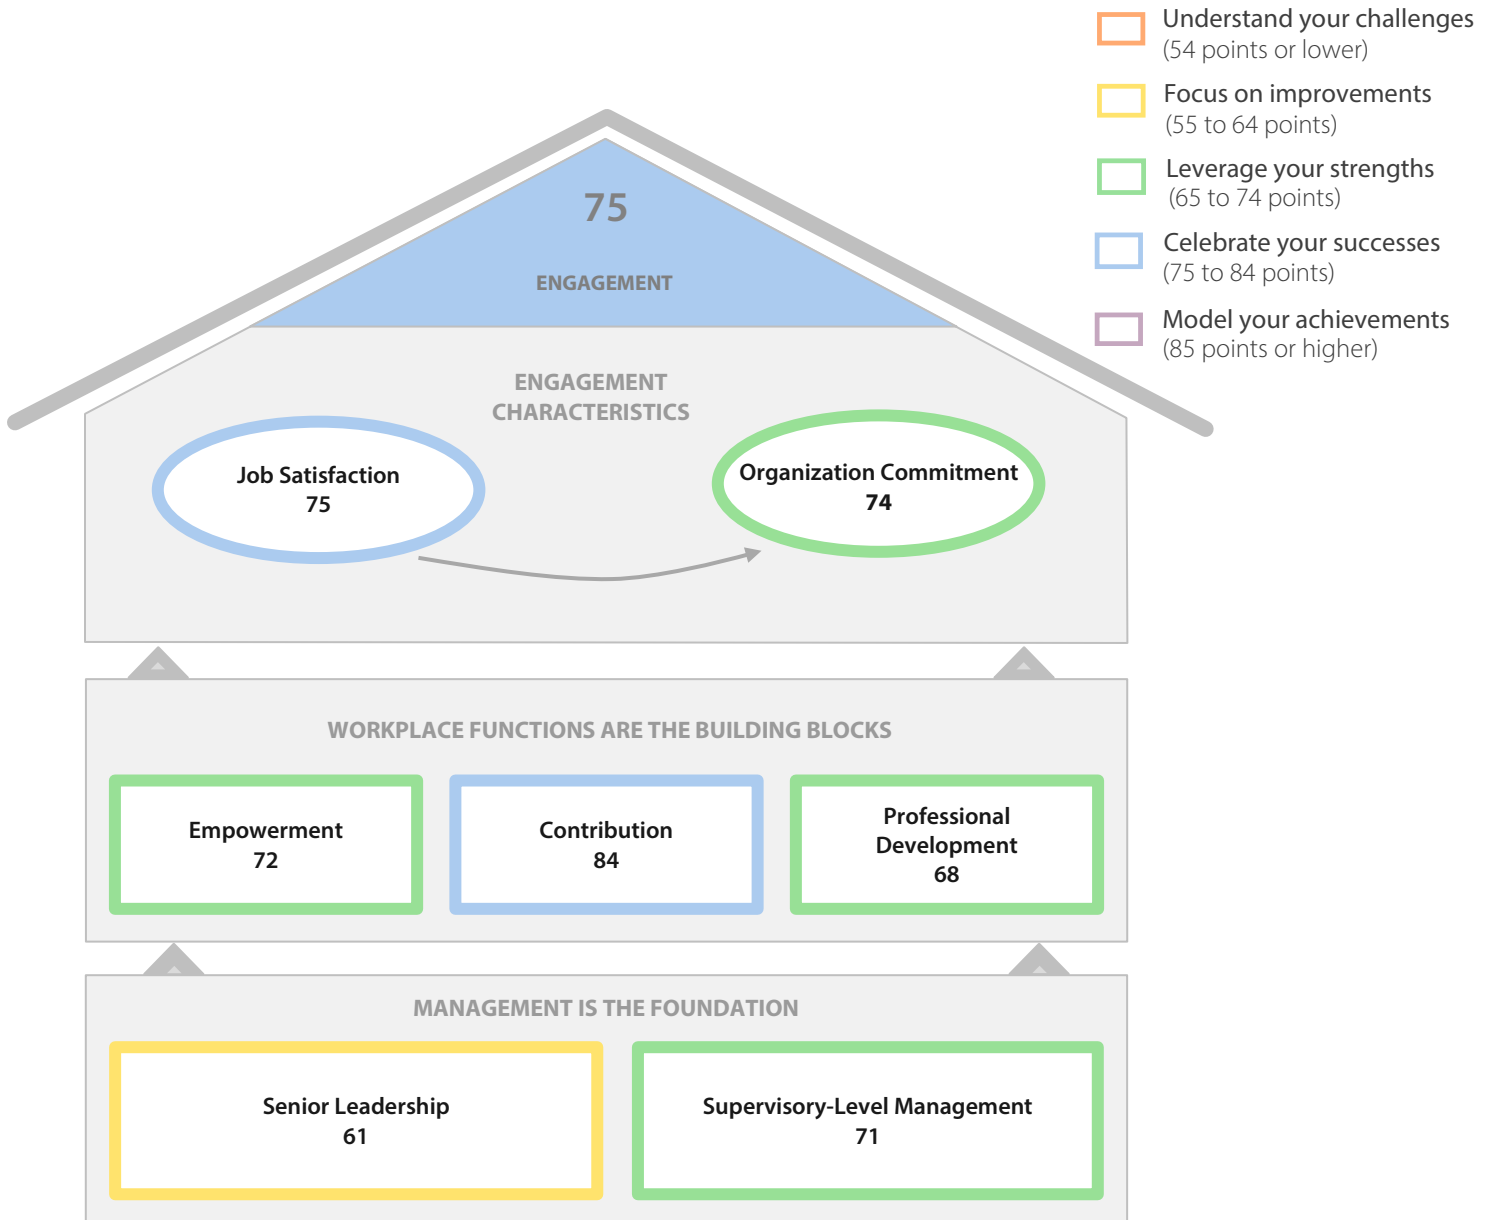 Understand your challenges
(54 points or lower)
Focus on improvements
(55 to 64 points)
Leverage your strengths
(65 to 74 points)
Celebrate your successes
(75 to 84 points)
Model your achievements
(85 points or higher)
75
ENGAGEMENT
ENGAGEMENT
CHARACTERISTICS
Job Satisfaction
75
Organization Commitment
74
WORKPLACE FUNCTIONS ARE THE BUILDING BLOCKS
Empowerment
72
Contribution
84
Professional
Development
68
MANAGEMENT IS THE FOUNDATION
Senior Leadership
61
Supervisory-Level Management
71